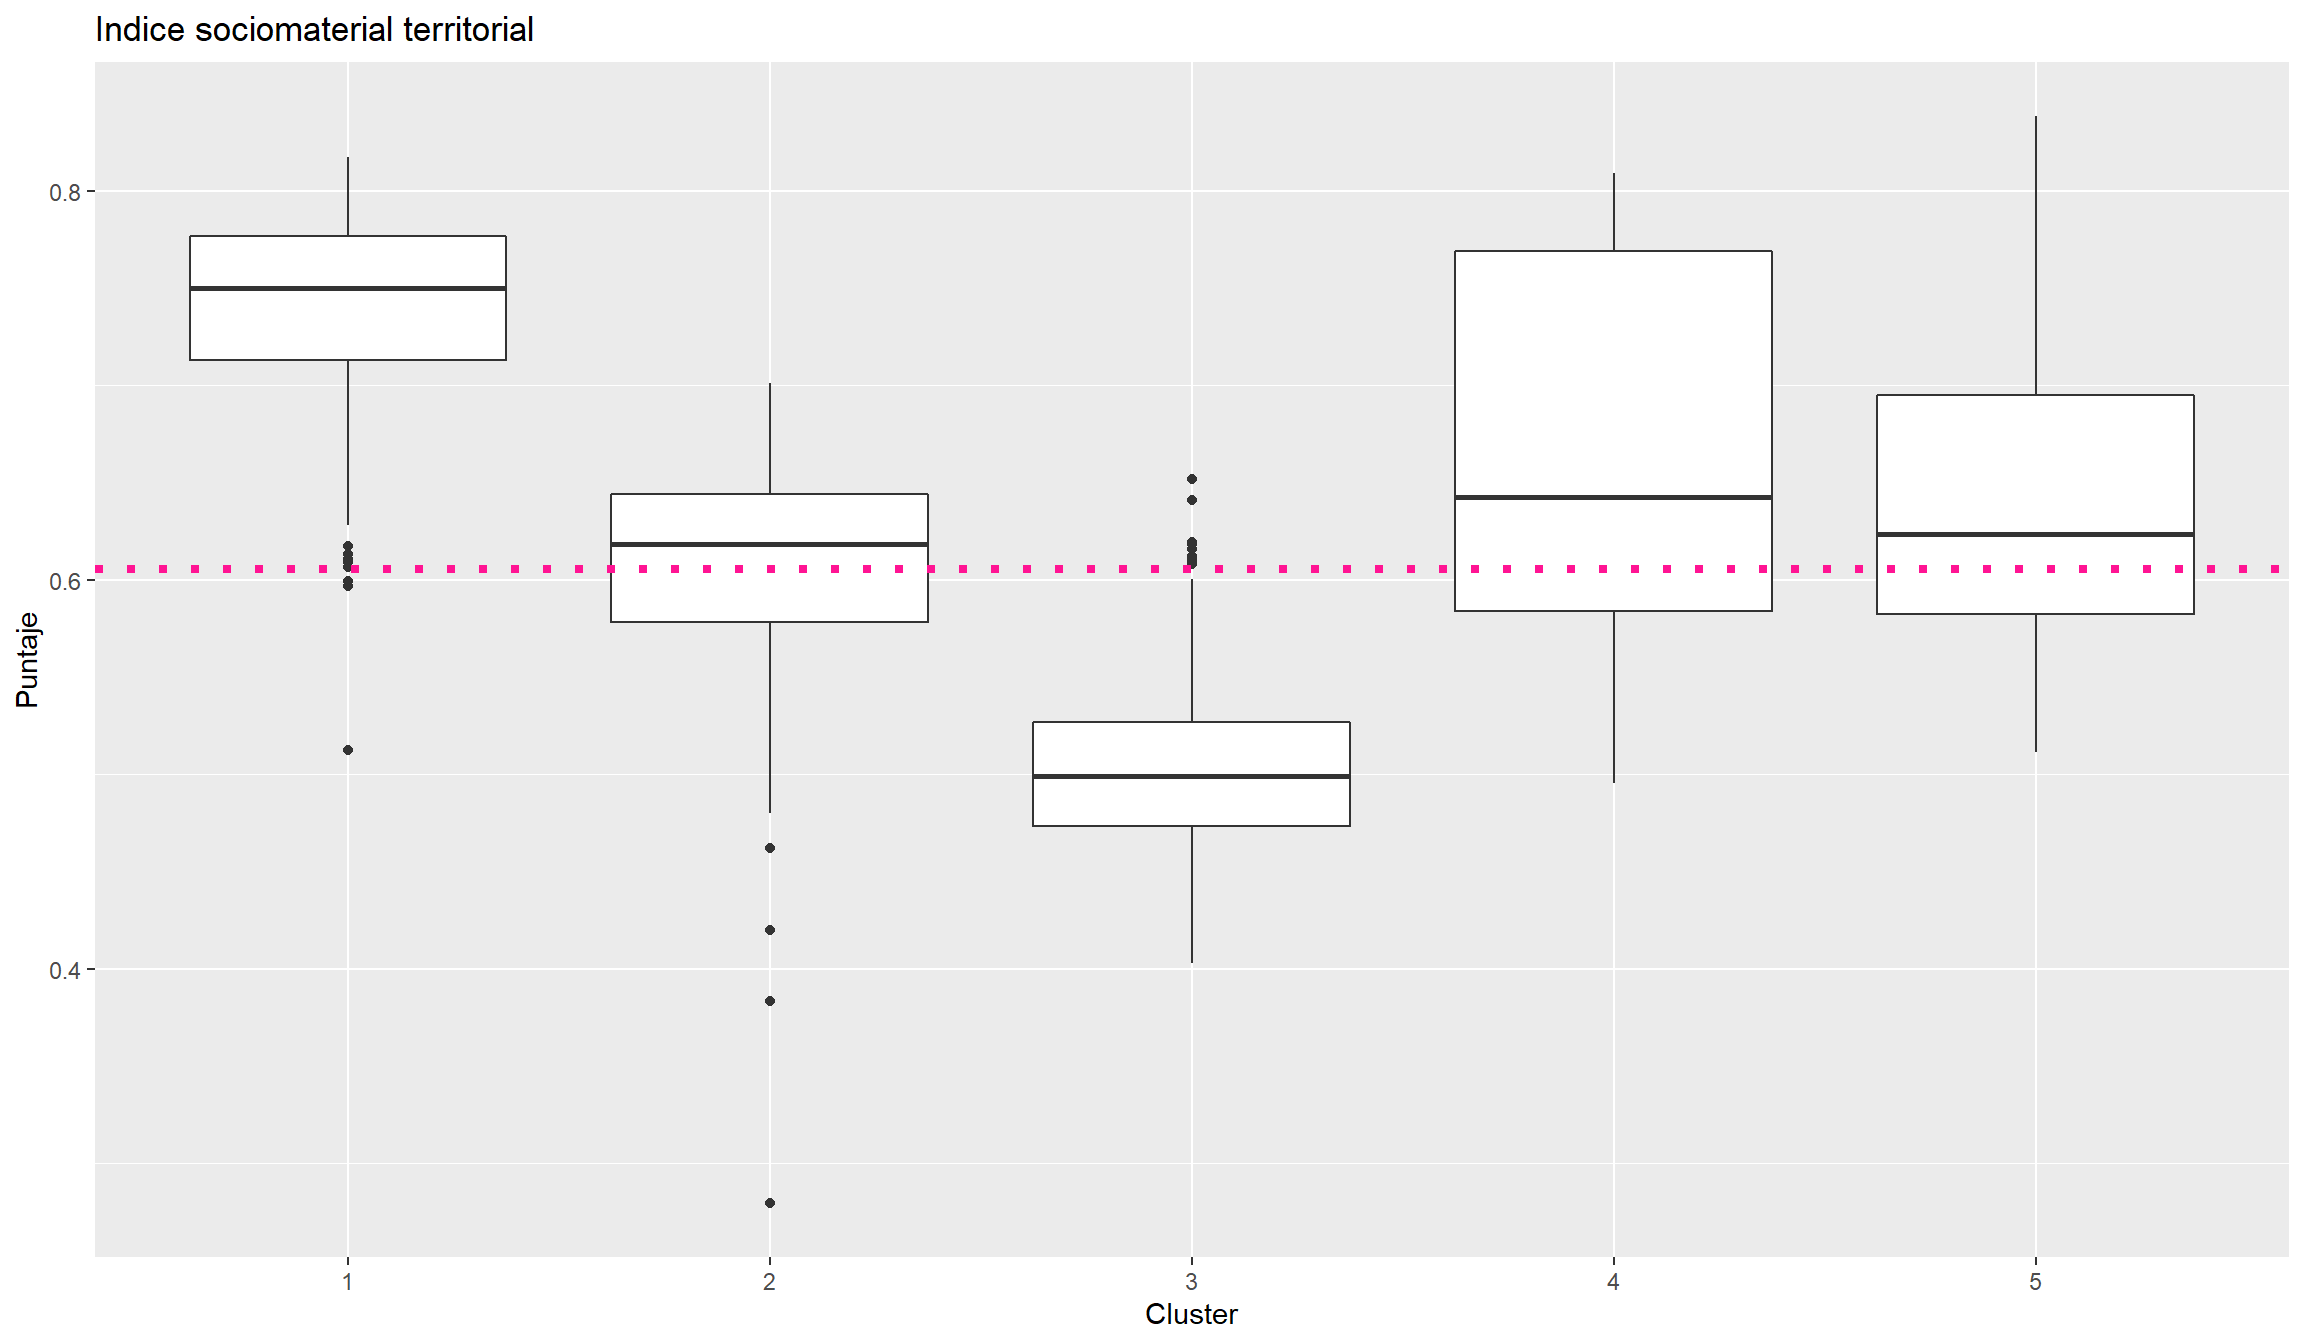 Indice sociomaterial territorial
Puntaje
0.8
0.6
0.4
1 2 3 4 5
Cluster